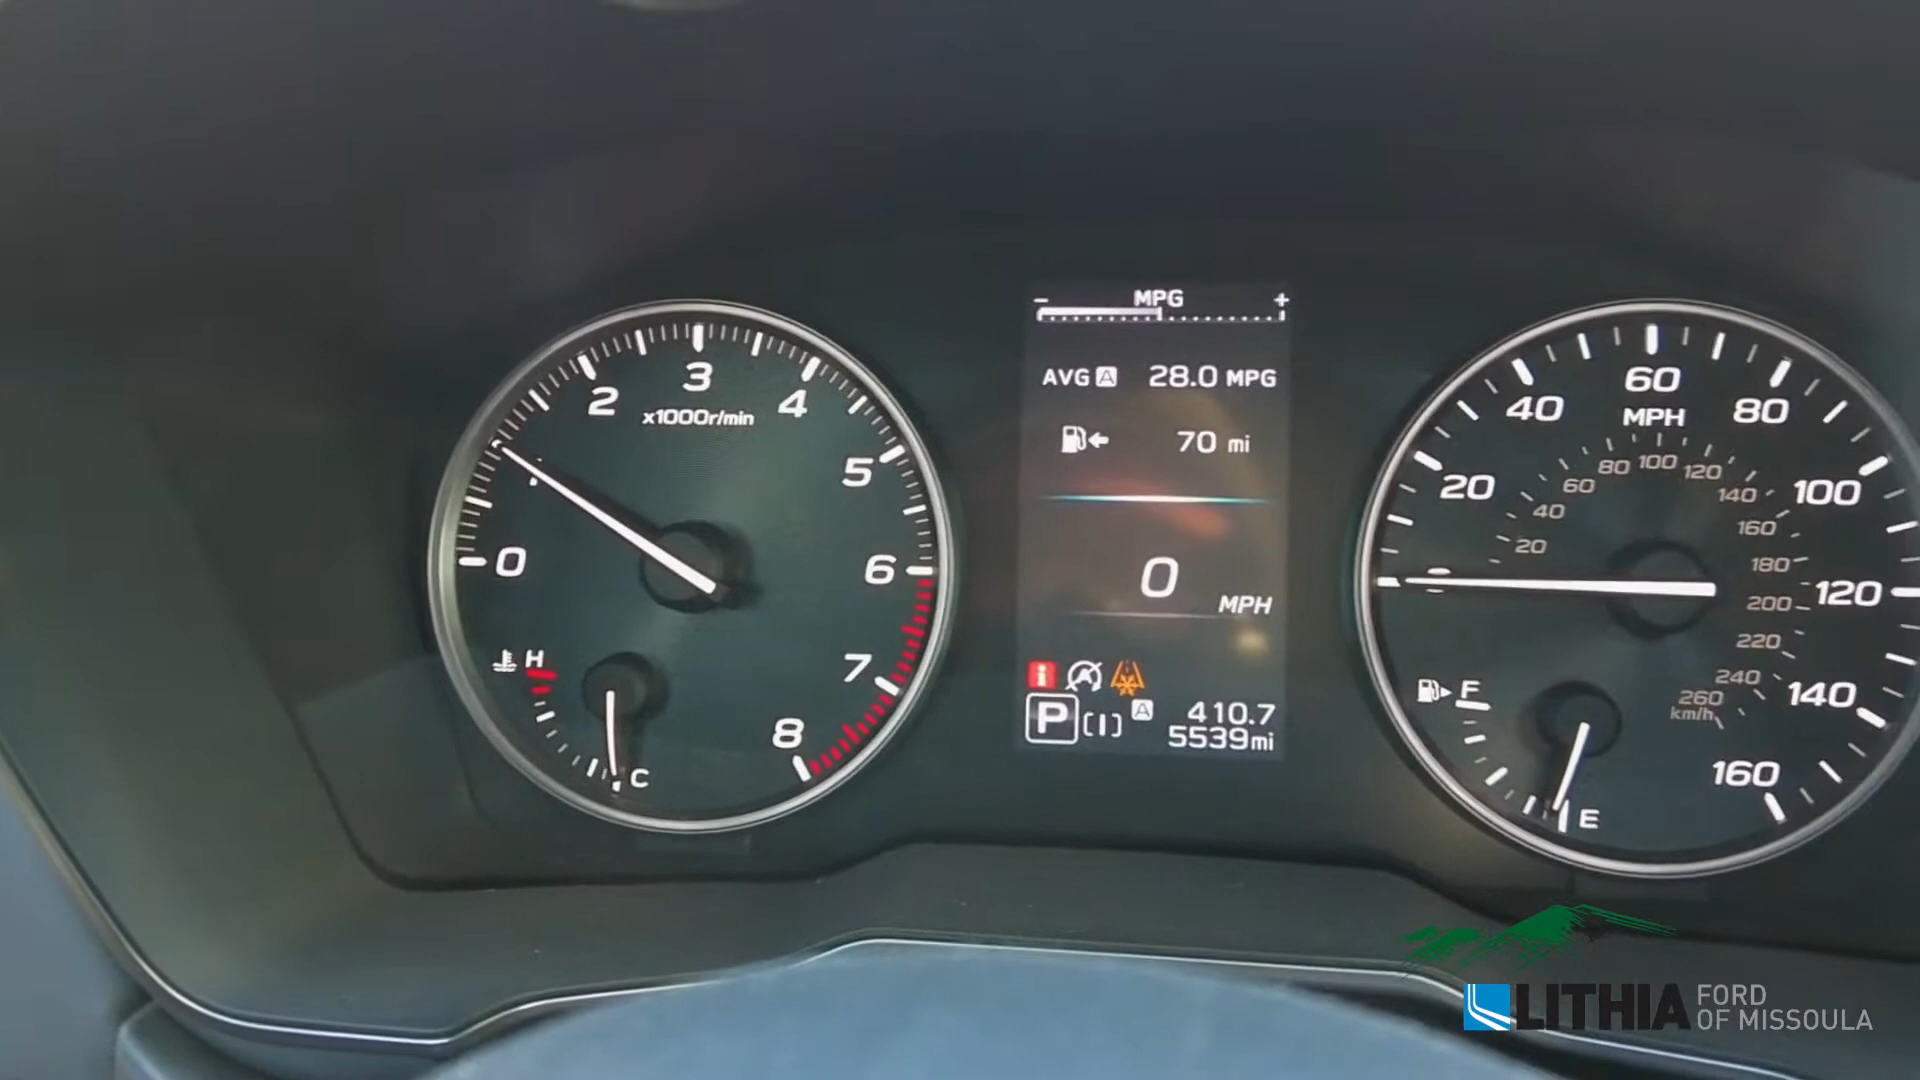 0
1
2
3
4
5
6
7
8
x1000r/min
H
C
- MPG +
AVG A 28.0 MPG
70 mi
0
MPH
i A
P [I] A 410.7
5539mi
20
40
60
80
100
120
140
160
MPH
20
40
60
80
100
120
140
160
180
200
220
240
260
km/h
F
E
LITHIA FORD
OF MISSOULA